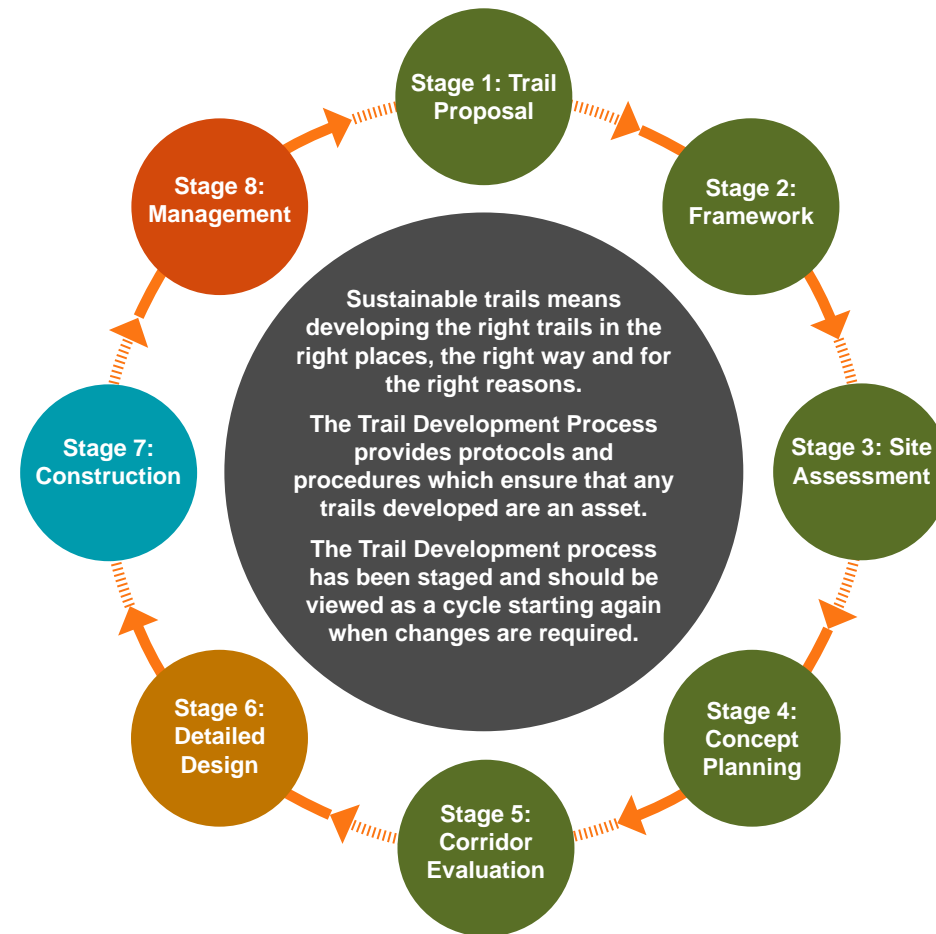 Stage 1: Trail
Proposal
Stage 2:
Framework
Stage 3: Site
Assessment
Stage 4:
Concept
Planning
Stage 5:
Corridor
Evaluation
Stage 6:
Detailed
Design
Stage 7:
Construction
Stage 8:
Management
Sustainable trails means
developing the right trails in the
right places, the right way and for
the right reasons.
The Trail Development Process
provides protocols and
procedures which ensure that any
trails developed are an asset.
The Trail Development process
has been staged and should be
viewed as a cycle starting again
when changes are required.